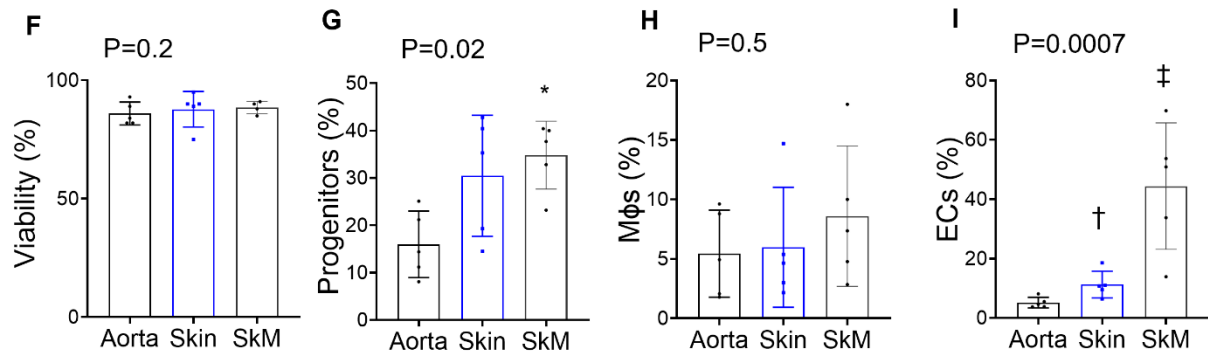 F
P=0.2
Viability (%)
100
50
0
Aorta Skin SkM
G
P=0.02
Progenitors (%)
50
40
30
20
10
0
*
Aorta Skin SkM
H
P=0.5
Mϕs (%)
20
15
10
5
0
Aorta Skin SkM
I
P=0.0007
ECs (%)
80
60
40
20
0
†
‡
Aorta Skin SkM